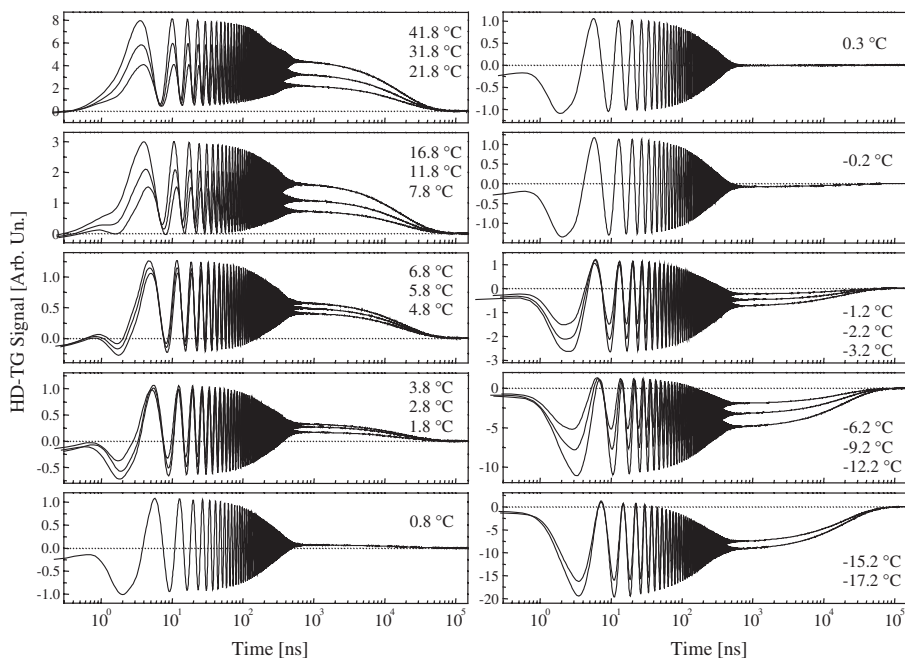 HD-TG Signal [Arb. Un.]
8
6
4
2
0
41.8 °C
31.8 °C
21.8 °C
3
2
1
0
16.8 °C
11.8 °C
7.8 °C
1.0
0.5
0.0
6.8 °C
5.8 °C
4.8 °C
1.0
0.5
0.0
-0.5
3.8 °C
2.8 °C
1.8 °C
1.0
0.5
0.0
-0.5
-1.0
0.8 °C
10⁰ 10¹ 10² 10³ 10⁴ 10⁵
Time [ns]
1.0
0.5
0.0
-0.5
-1.0
0.3 °C
1.0
0.5
0.0
-0.5
-1.0
-0.2 °C
1
0
-1
-2
3
-1.2 °C
-2.2 °C
-3.2 °C
0
-5
-10
-6.2 °C
-9.2 °C
-12.2 °C
0
-5
-10
-15
-20
-15.2 °C
-17.2 °C
10⁰ 10¹ 10² 10³ 10⁴ 10⁵
Time [ns]